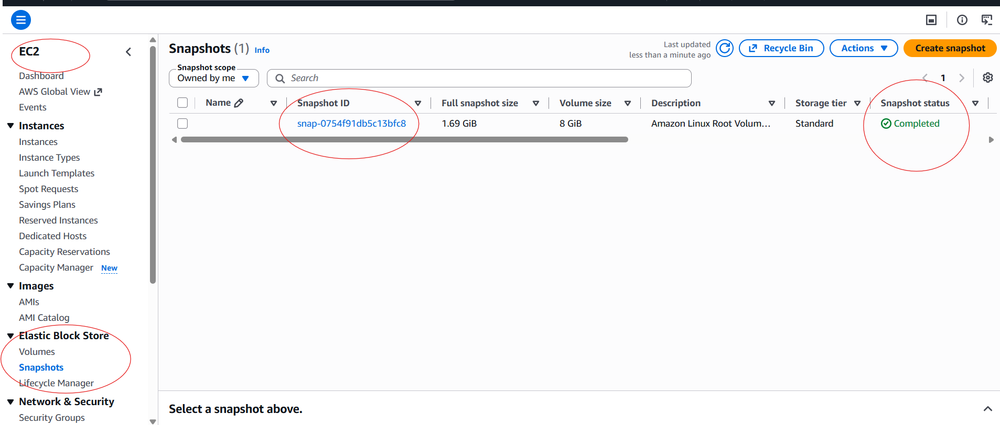 EC2
Dashboard
AWS Global View
Events
Instances
Instances
Instance Types
Launch Templates
Spot Requests
Savings Plans
Reserved Instances
Dedicated Hosts
Capacity Reservations
Capacity Manager New
Images
AMIs
AMI Catalog
Elastic Block Store
Volumes
Snapshots
Lifecycle Manager
Network & Security
Security Groups
Snapshots (1) Info
Last updated
less than a minute ago
Recycle Bin
Actions
Create snapshot
Snapshot scope
Owned by me
Search
1
Name Snapshot ID Full snapshot size Volume size Description Storage tier Snapshot status
snap-0754f91db5c13bfc8 1.69 GiB 8 GiB Amazon Linux Root Volum... Standard Completed
Select a snapshot above.